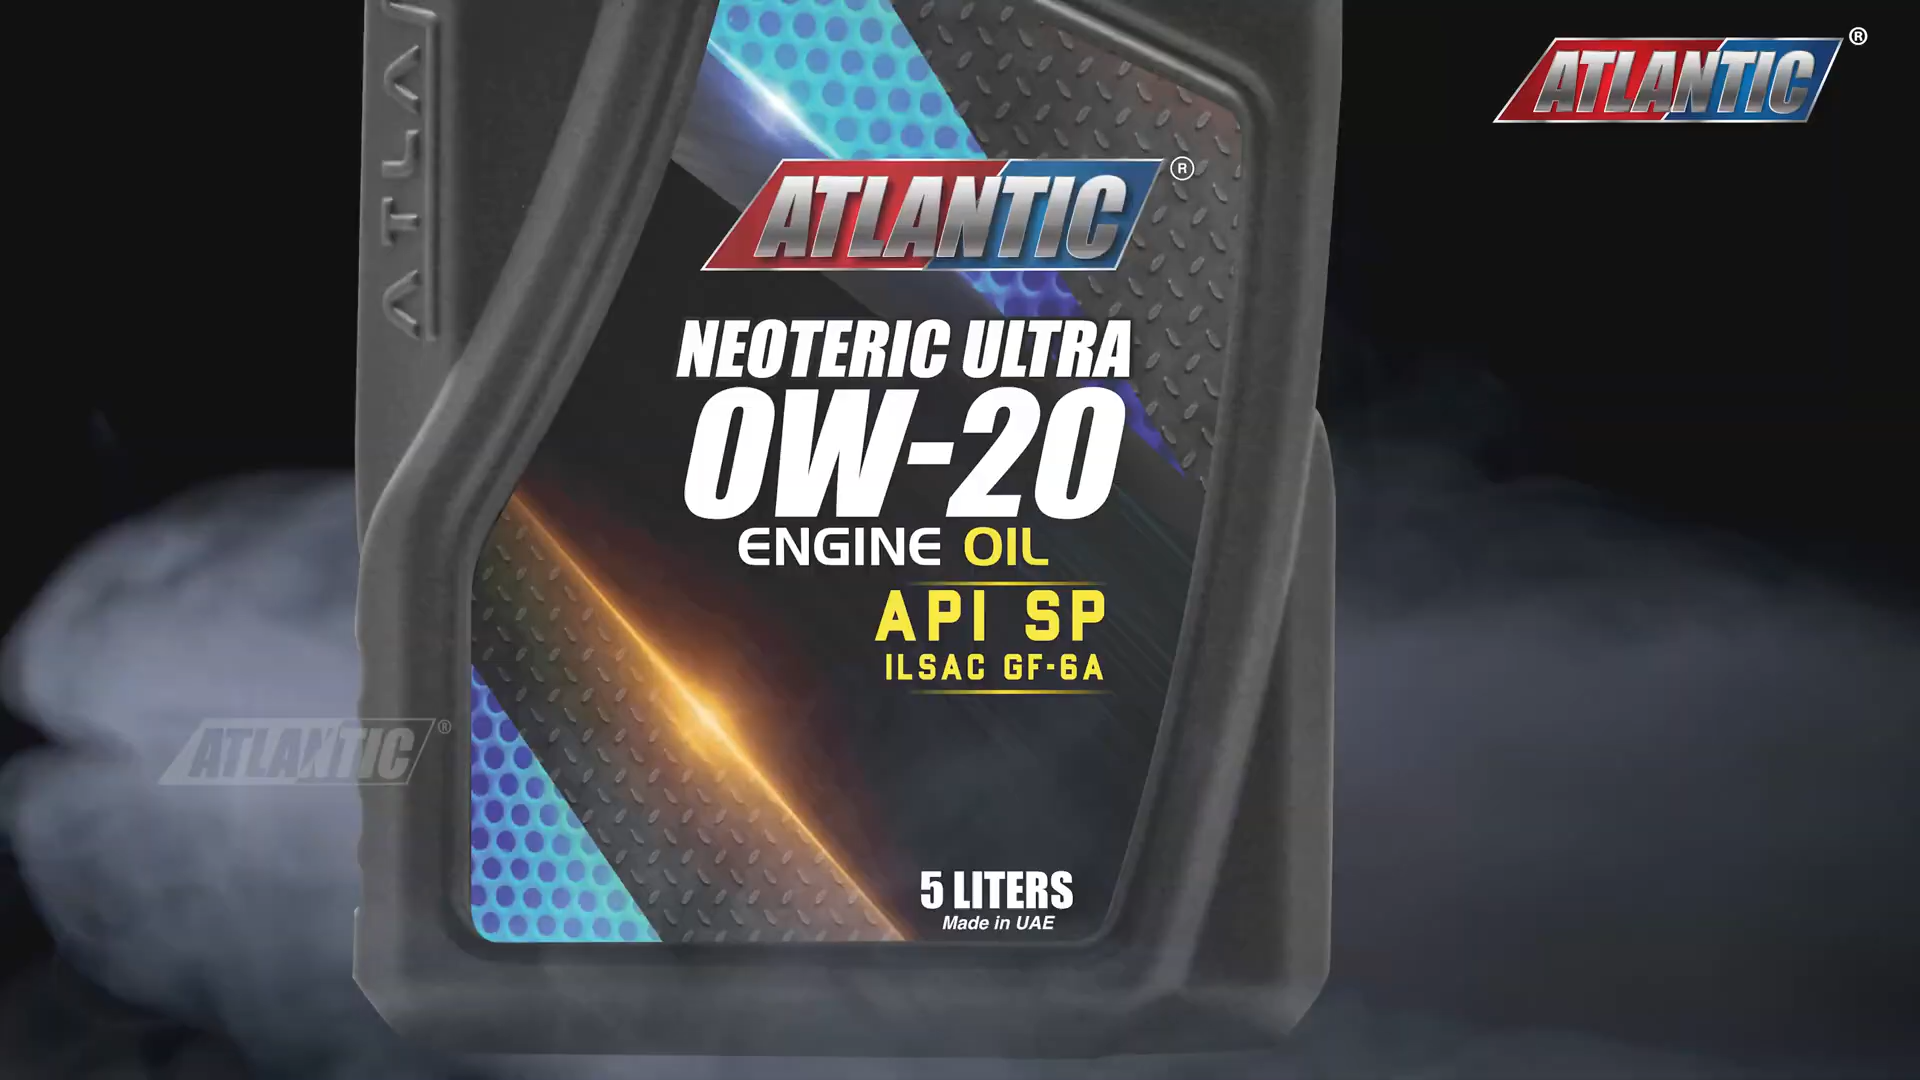 ATLANTIC ®
ATLA
ATLANTIC ®
NEOTERIC ULTRA
0W-20
ENGINE OIL
API SP
ILSAC GF-6A
ATLANTIC ®
5 LITERS
Made in UAE